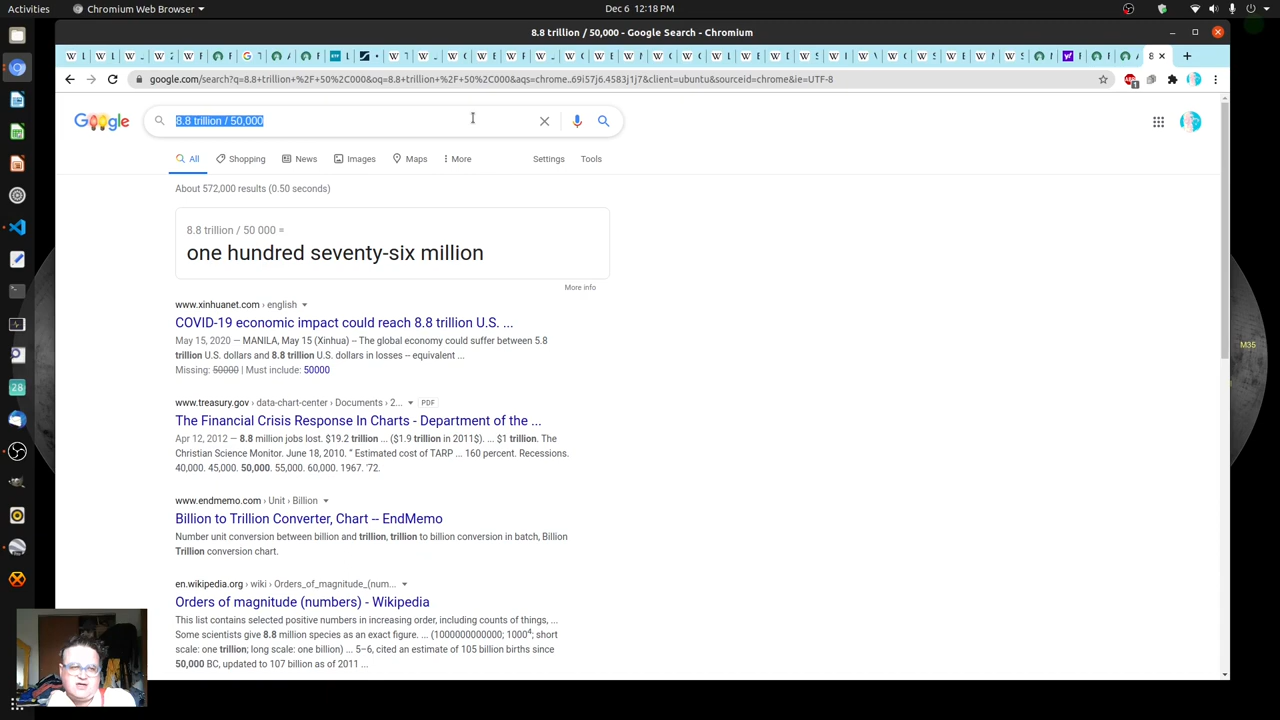 Activities
Chromium Web Browser
Dec 6 12:18 PM
8.8 trillion / 50,000 - Google Search - Chromium
google.com/search?q=8.8+trillion+%2F+50%2C000&oq=8.8+trillion+%2F+50%2C000&aqs=chrome..69i57j6.4583j1j7&client=ubuntu&sourceid=chrome&ie=UTF-8
Google
8.8 trillion / 50,000
All
Shopping
News
Images
Maps
More
Settings
Tools
About 572,000 results (0.50 seconds)
8.8 trillion / 50 000 =
one hundred seventy-six million
More info
www.xinhuanet.com › english
COVID-19 economic impact could reach 8.8 trillion U.S. ...
May 15, 2020 — MANILA, May 15 (Xinhua) -- The global economy could suffer between 5.8
trillion U.S. dollars and 8.8 trillion U.S. dollars in losses -- equivalent ...
Missing: 50000 | Must include: 50000
www.treasury.gov › data-chart-center › Documents › 2...
PDF
The Financial Crisis Response In Charts - Department of the ...
Apr 12, 2012 — 8.8 million jobs lost. $19.2 trillion ... ($1.9 trillion in 2011$). ... $1 trillion. The
Christian Science Monitor. June 18, 2010. “ Estimated cost of TARP ... 160 percent. Recessions.
40,000. 45,000. 50,000. 55,000. 60,000. 1967. '72.
www.endmemo.com › Unit › Billion
Billion to Trillion Converter, Chart -- EndMemo
Number unit conversion between billion and trillion, trillion to billion conversion in batch, Billion
Trillion conversion chart.
en.wikipedia.org › wiki › Orders_of_magnitude_(num...
Orders of magnitude (numbers) - Wikipedia
This list contains selected positive numbers in increasing order, including counts of things, ...
Some scientists give 8.8 million species as an exact figure. ... (1000000000000; 1000⁴; short
scale: one trillion; long scale: one billion) ... 5–6, cited an estimate of 105 billion births since
50,000 BC, updated to 107 billion as of 2011 ...
M35
28
1